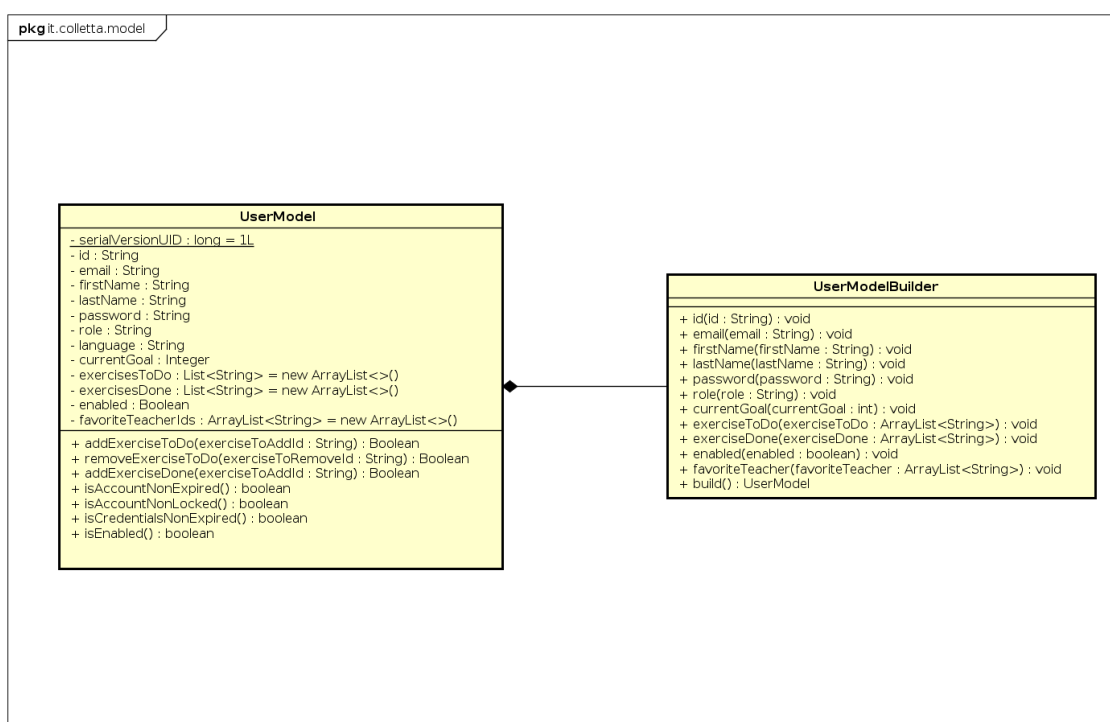 pkg it.colletta.model
UserModel
- serialVersionUID : long = 1L
- id : String
- email : String
- firstName : String
- lastName : String
- password : String
- role : String
- language : String
- currentGoal : Integer
- exercisesToDo : List<String> = new ArrayList<>()
- exercisesDone : List<String> = new ArrayList<>()
- enabled : Boolean
- favoriteTeacherIds : ArrayList<String> = new ArrayList<>()
+ addExerciseToDo(exerciseToAddId : String) : Boolean
+ removeExerciseToDo(exerciseToRemoveId : String) : Boolean
+ addExerciseDone(exerciseToAddId : String) : Boolean
+ isAccountNonExpired() : boolean
+ isAccountNonLocked() : boolean
+ isCredentialsNonExpired() : boolean
+ isEnabled() : boolean
UserModelBuilder
+ id(id : String) : void
+ email(email : String) : void
+ firstName(firstName : String) : void
+ lastName(lastName : String) : void
+ password(password : String) : void
+ role(role : String) : void
+ currentGoal(currentGoal : int) : void
+ exerciseToDo(exerciseToDo : ArrayList<String>) : void
+ exerciseDone(exerciseDone : ArrayList<String>) : void
+ enabled(enabled : boolean) : void
+ favoriteTeacher(favoriteTeacher : ArrayList<String>) : void
+ build() : UserModel